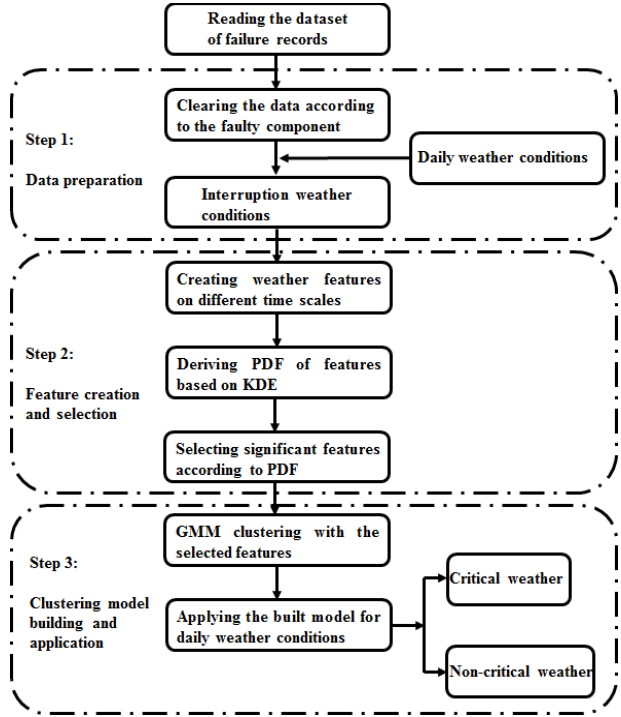 Reading the dataset
of failure records
Step 1:
Data preparation
Clearing the data according
to the faulty component
Daily weather conditions
Interruption weather
conditions
Step 2:
Feature creation
and selection
Creating weather features
on different time scales
Deriving PDF of features
based on KDE
Selecting significant features
according to PDF
Step 3:
Clustering model
building and
application
GMM clustering with the
selected features
Applying the built model for
daily weather conditions
Critical weather
Non-critical weather